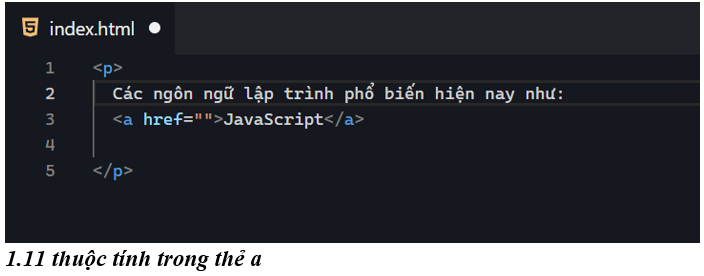 index.html
1 <p>
2 Các ngôn ngữ lập trình phổ biến hiện nay như:
3 <a href="">JavaScript</a>
4
5 </p>
1.11 thuộc tính trong thẻ a